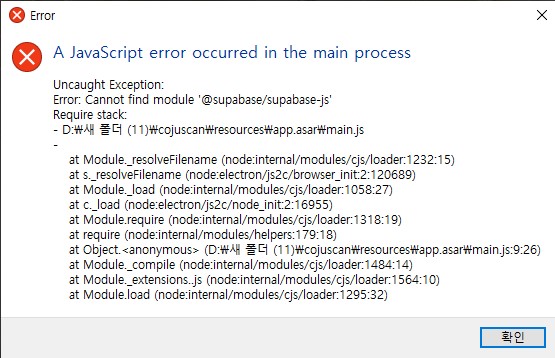 Error
A JavaScript error occurred in the main process
Uncaught Exception:
Error: Cannot find module '@supabase/supabase-js'
Require stack:
- D:₩새 폴더 (11)₩cojuscan₩resources₩app.asar₩main.js
-
at Module._resolveFilename (node:internal/modules/cjs/loader:1232:15)
at s._resolveFilename (node:electron/js2c/browser_init:2:120689)
at Module._load (node:internal/modules/cjs/loader:1058:27)
at c._load (node:electron/js2c/node_init:2:16955)
at Module.require (node:internal/modules/cjs/loader:1318:19)
at require (node:internal/modules/helpers:179:18)
at Object.<anonymous> (D:₩새 폴더 (11)₩cojuscan₩resources₩app.asar₩main.js:9:26)
at Module._compile (node:internal/modules/cjs/loader:1484:14)
at Module._extensions..js (node:internal/modules/cjs/loader:1564:10)
at Module.load (node:internal/modules/cjs/loader:1295:32)
확인